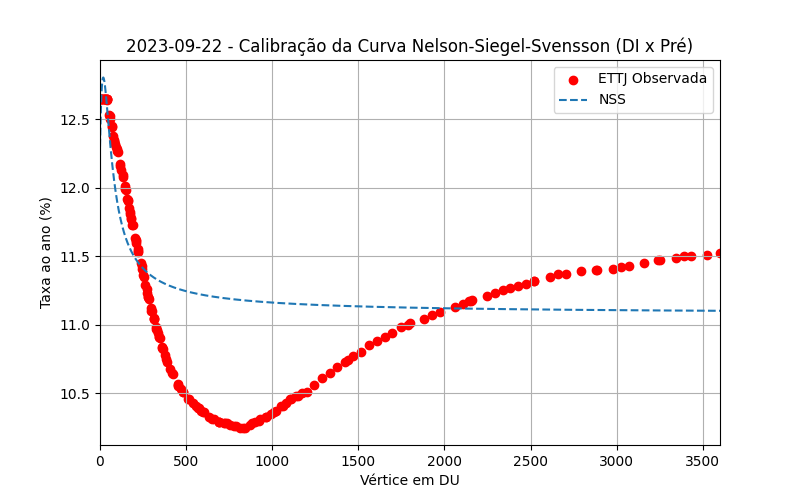 2023-09-22 - Calibração da Curva Nelson-Siegel-Svensson (DI x Pré)
ETTJ Observada
NSS
Taxa ao ano (%)
12.5
12.0
11.5
11.0
10.5
0 500 1000 1500 2000 2500 3000 3500
Vértice em DU